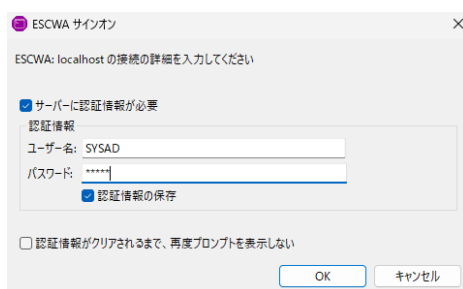 ESCWA サインオン
ESCWA: localhost の接続の詳細を入力してください
サーバーに認証情報が必要
認証情報
ユーザー名: SYSAD
パスワード: *****
認証情報の保存
認証情報がクリアされるまで、再度プロンプトを表示しない
OK キャンセル